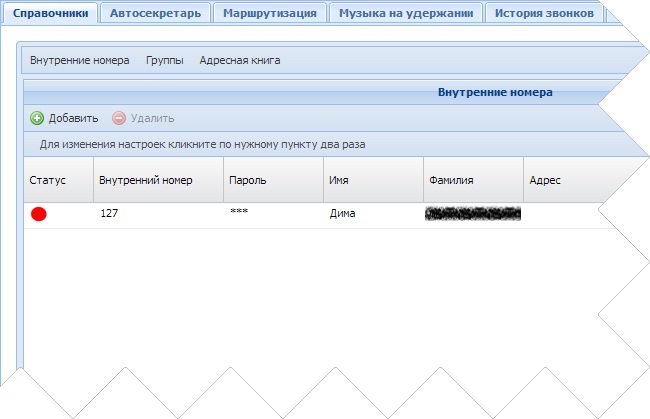 Справочники Автосекретарь Маршрутизация Музыка на удержании История звонков
Внутренние номера Группы Адресная книга
Внутренние номера
Добавить Удалить
Для изменения настроек кликните по нужному пункту два раза
Статус Внутренний номер Пароль Имя Фамилия Адрес
127 *** Дима